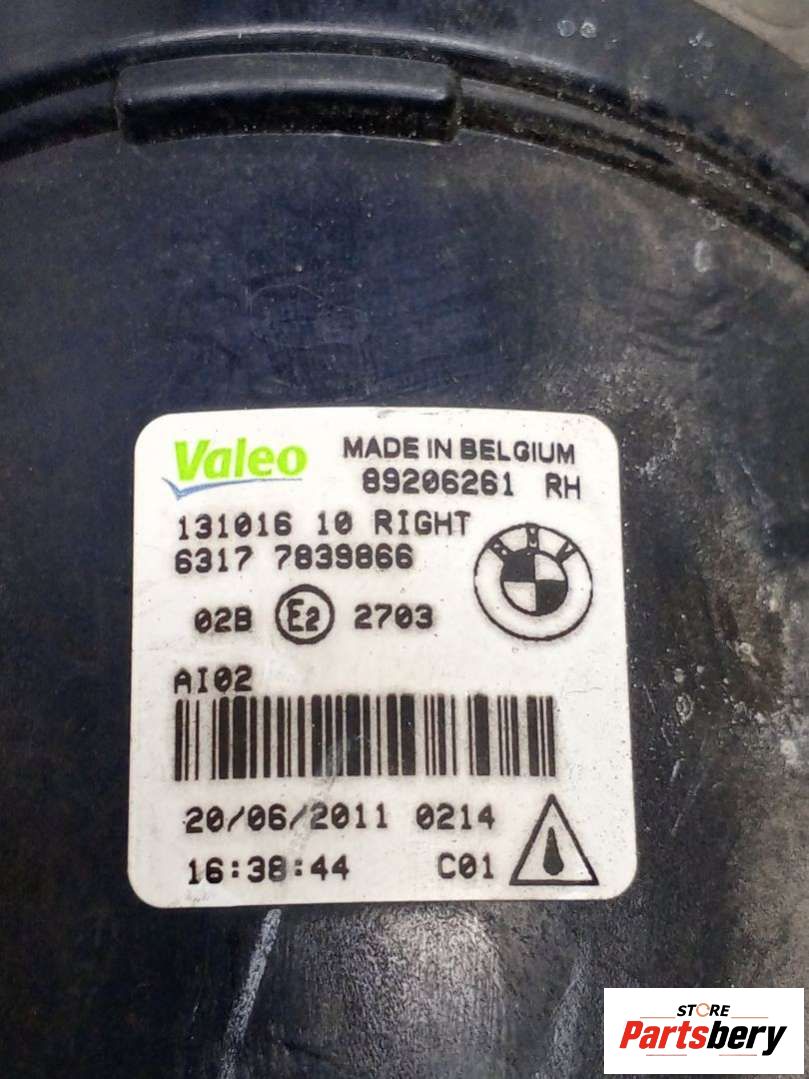 Valeo MADE IN BELGIUM
89206261 RH
131016 10 RIGHT
6317 7839866
BMW
02B E2 2703
AI02
20/06/2011 0214
16:38:44 C01
STORE
Partsbery